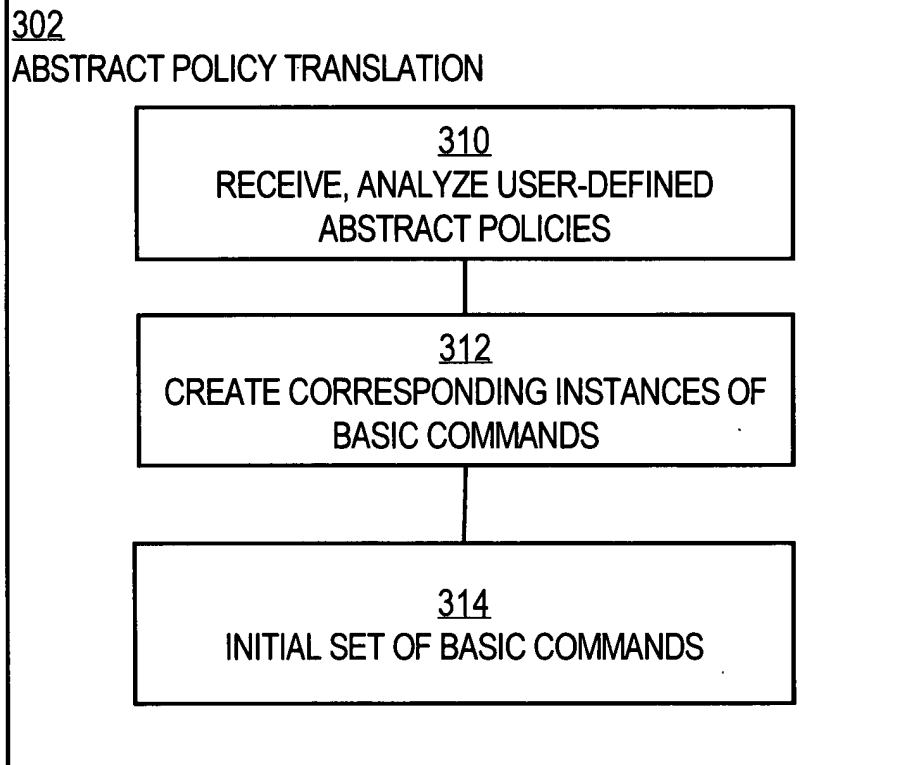 302
ABSTRACT POLICY TRANSLATION
310
RECEIVE, ANALYZE USER-DEFINED
ABSTRACT POLICIES
312
CREATE CORRESPONDING INSTANCES OF
BASIC COMMANDS
314
INITIAL SET OF BASIC COMMANDS